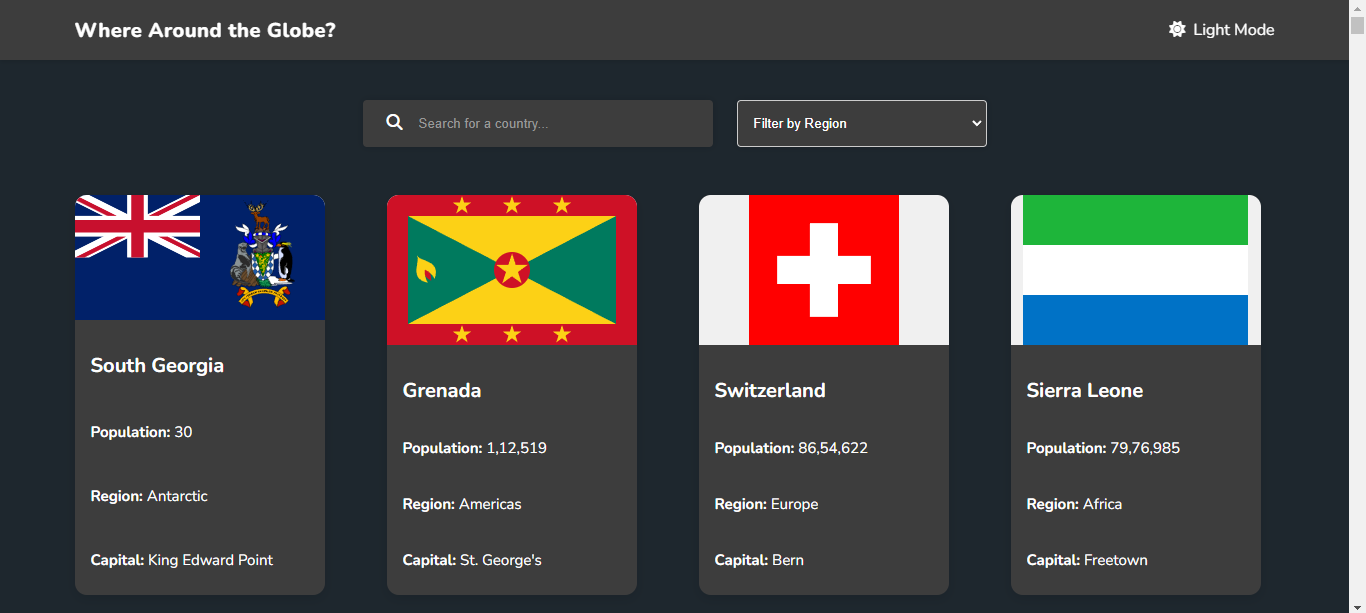 Where Around the Globe?
Light Mode
Search for a country...
Filter by Region
South Georgia
Population: 30
Region: Antarctic
Capital: King Edward Point
Grenada
Population: 1,12,519
Region: Americas
Capital: St. George's
Switzerland
Population: 86,54,622
Region: Europe
Capital: Bern
Sierra Leone
Population: 79,76,985
Region: Africa
Capital: Freetown